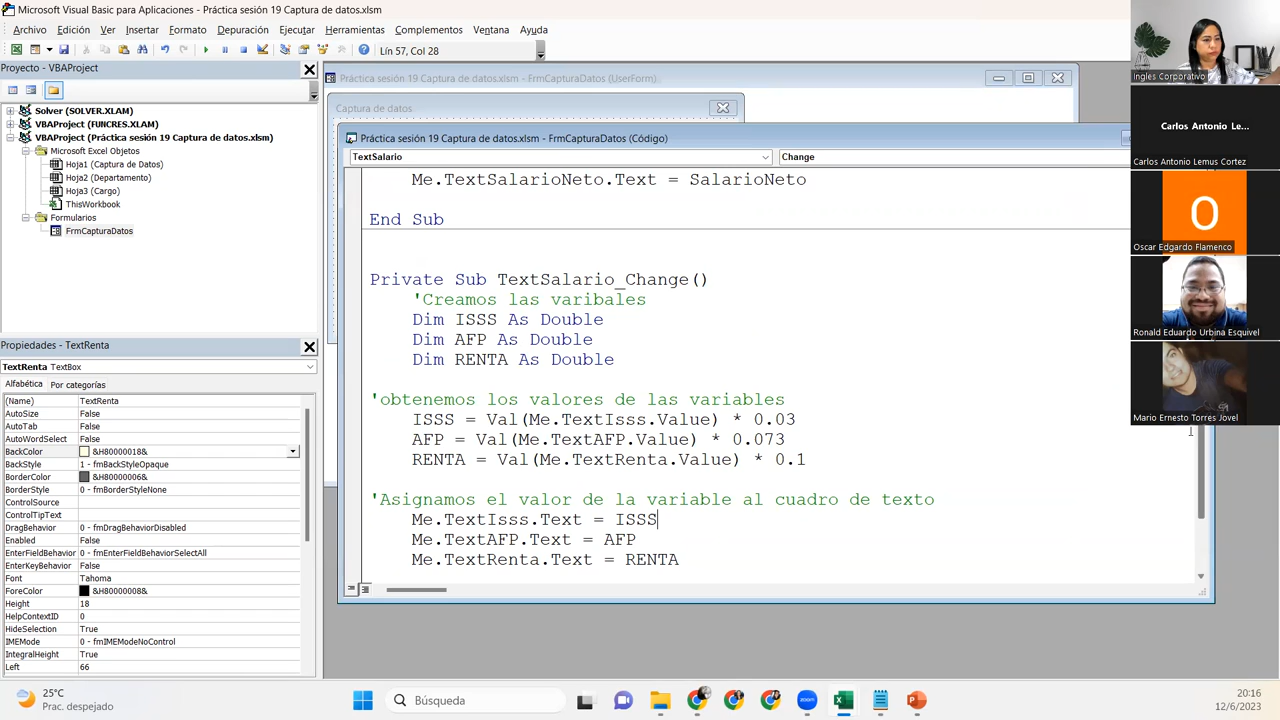 Microsoft Visual Basic para Aplicaciones - Práctica sesión 19 Captura de datos.xlsm
Archivo Edición Ver Insertar Formato Depuración Ejecutar Herramientas Complementos Ventana Ayuda
Lín 57, Col 28
Proyecto - VBAProject
Solver (SOLVER.XLAM)
VBAProject (FUNCRES.XLAM)
VBAProject (Práctica sesión 19 Captura de datos.xlsm)
Microsoft Excel Objetos
Hoja1 (Captura de Datos)
Hoja2 (Departamento)
Hoja3 (Cargo)
ThisWorkbook
Formularios
FrmCapturaDatos
Propiedades - TextRenta
TextRenta TextBox
Alfabética Por categorías
(Name) TextRenta
AutoSize False
AutoTab False
AutoWordSelect False
BackColor &H80000018&
BackStyle 1 - fmBackStyleOpaque
BorderColor &H80000006&
BorderStyle 0 - fmBorderStyleNone
ControlSource
ControlTipText
DragBehavior 0 - fmDragBehaviorDisabled
Enabled False
EnterFieldBehavior 0 - fmEnterFieldBehaviorSelectAll
EnterKeyBehavior False
Font Tahoma
ForeColor &H80000008&
Height 18
HelpContextID 0
HideSelection True
IMEMode 0 - fmIMEModeNoControl
IntegralHeight True
Left 66
Práctica sesión 19 Captura de datos.xlsm - FrmCapturaDatos (UserForm)
Captura de datos
Práctica sesión 19 Captura de datos.xlsm - FrmCapturaDatos (Código)
TextSalario Change
Me.TextSalarioNeto.Text = SalarioNeto
End Sub
Private Sub TextSalario_Change()
'Creamos las varibales
Dim ISSS As Double
Dim AFP As Double
Dim RENTA As Double
'obtenemos los valores de las variables
ISSS = Val(Me.TextIsss.Value) * 0.03
AFP = Val(Me.TextAFP.Value) * 0.073
RENTA = Val(Me.TextRenta.Value) * 0.1
'Asignamos el valor de la variable al cuadro de texto
Me.TextIsss.Text = ISSS
Me.TextAFP.Text = AFP
Me.TextRenta.Text = RENTA
Ingles Corporativo
Carlos Antonio Le...
Carlos Antonio Lemus Cortez
O
Oscar Edgardo Flamenco
Ronald Eduardo Urbina Esquivel
Mario Ernesto Torres Jovel
25°C
Prac. despejado
Búsqueda
zoom
20:16
12/6/2023